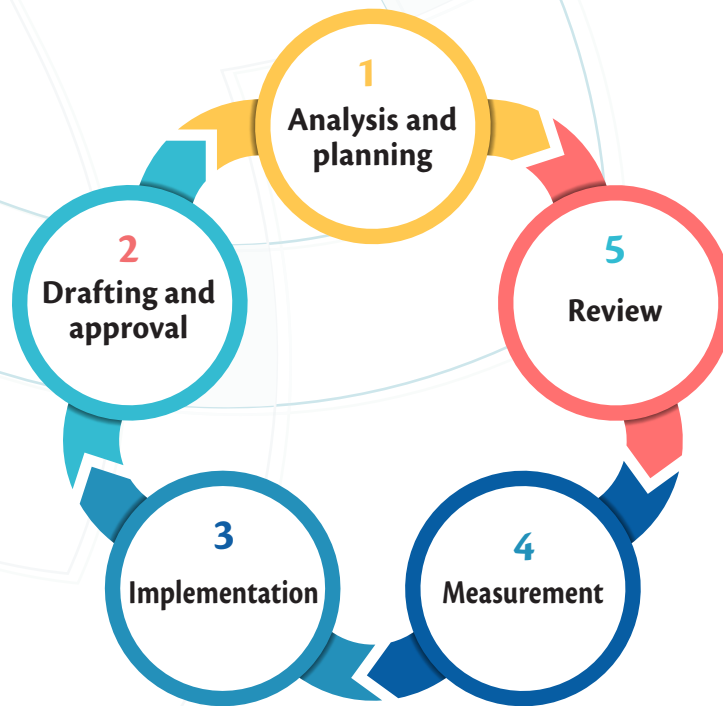 1
Analysis and
planning
2
Drafting and
approval
3
Implementation
4
Measurement
5
Review